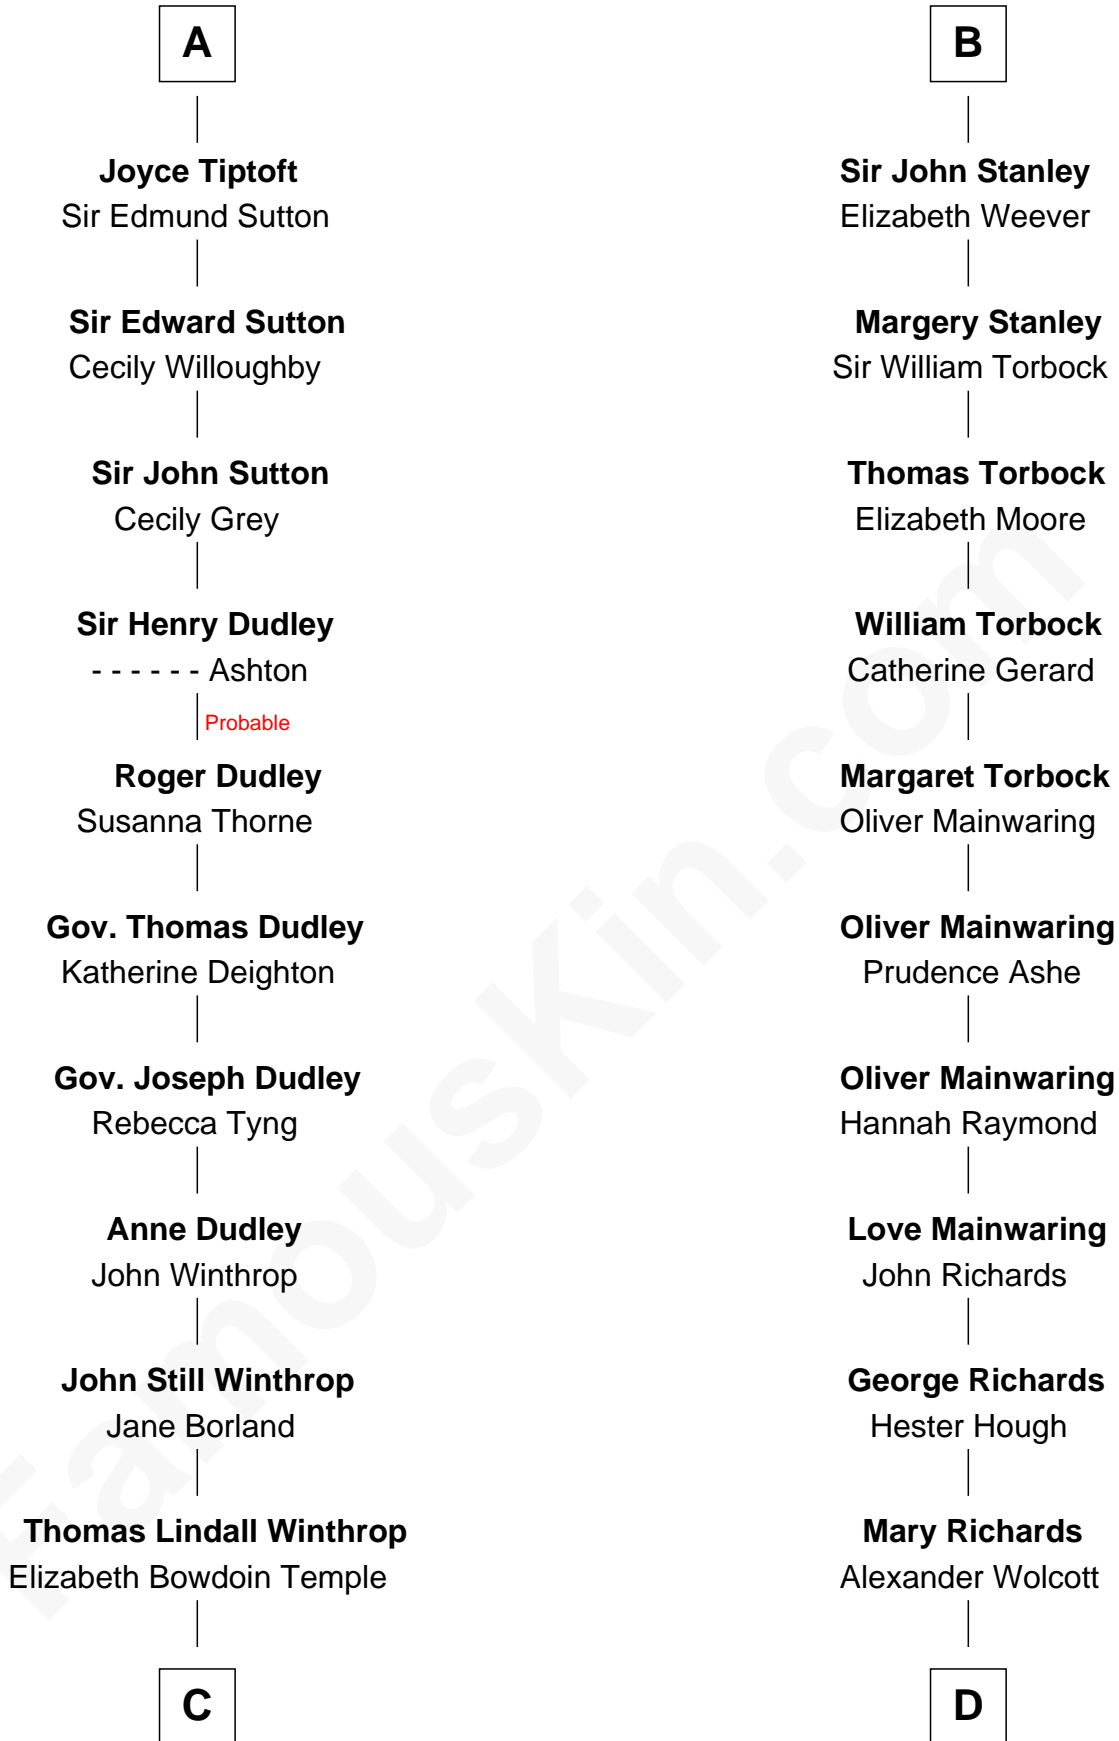 A
Joyce Tiptoft
Sir Edmund Sutton
Sir Edward Sutton
Cecily Willoughby
Sir John Sutton
Cecily Grey
Sir Henry Dudley
- - - - - - Ashton
Probable
Roger Dudley
Susanna Thorne
Gov. Thomas Dudley
Katherine Deighton
Gov. Joseph Dudley
Rebecca Tyng
Anne Dudley
John Winthrop
John Still Winthrop
Jane Borland
Thomas Lindall Winthrop
Elizabeth Bowdoin Temple
C
B
Sir John Stanley
Elizabeth Weever
Margery Stanley
Sir William Torbock
Thomas Torbock
Elizabeth Moore
William Torbock
Catherine Gerard
Margaret Torbock
Oliver Mainwaring
Oliver Mainwaring
Prudence Ashe
Oliver Mainwaring
Hannah Raymond
Love Mainwaring
John Richards
George Richards
Hester Hough
Mary Richards
Alexander Wolcott
D
FamousKin.com